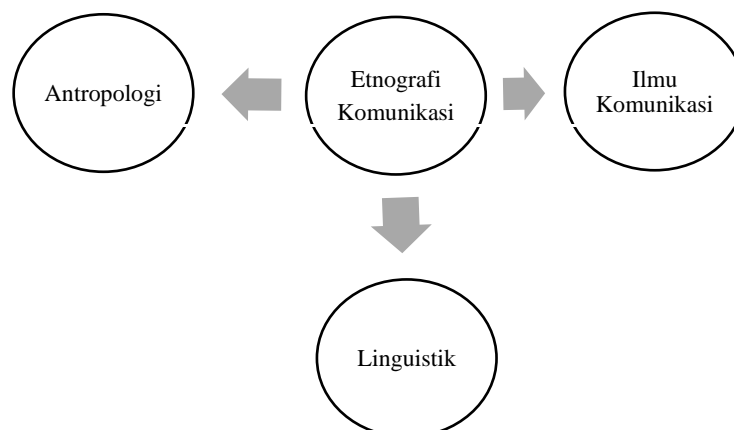 Antropologi
Etnografi
Komunikasi
Ilmu
Komunikasi
Linguistik